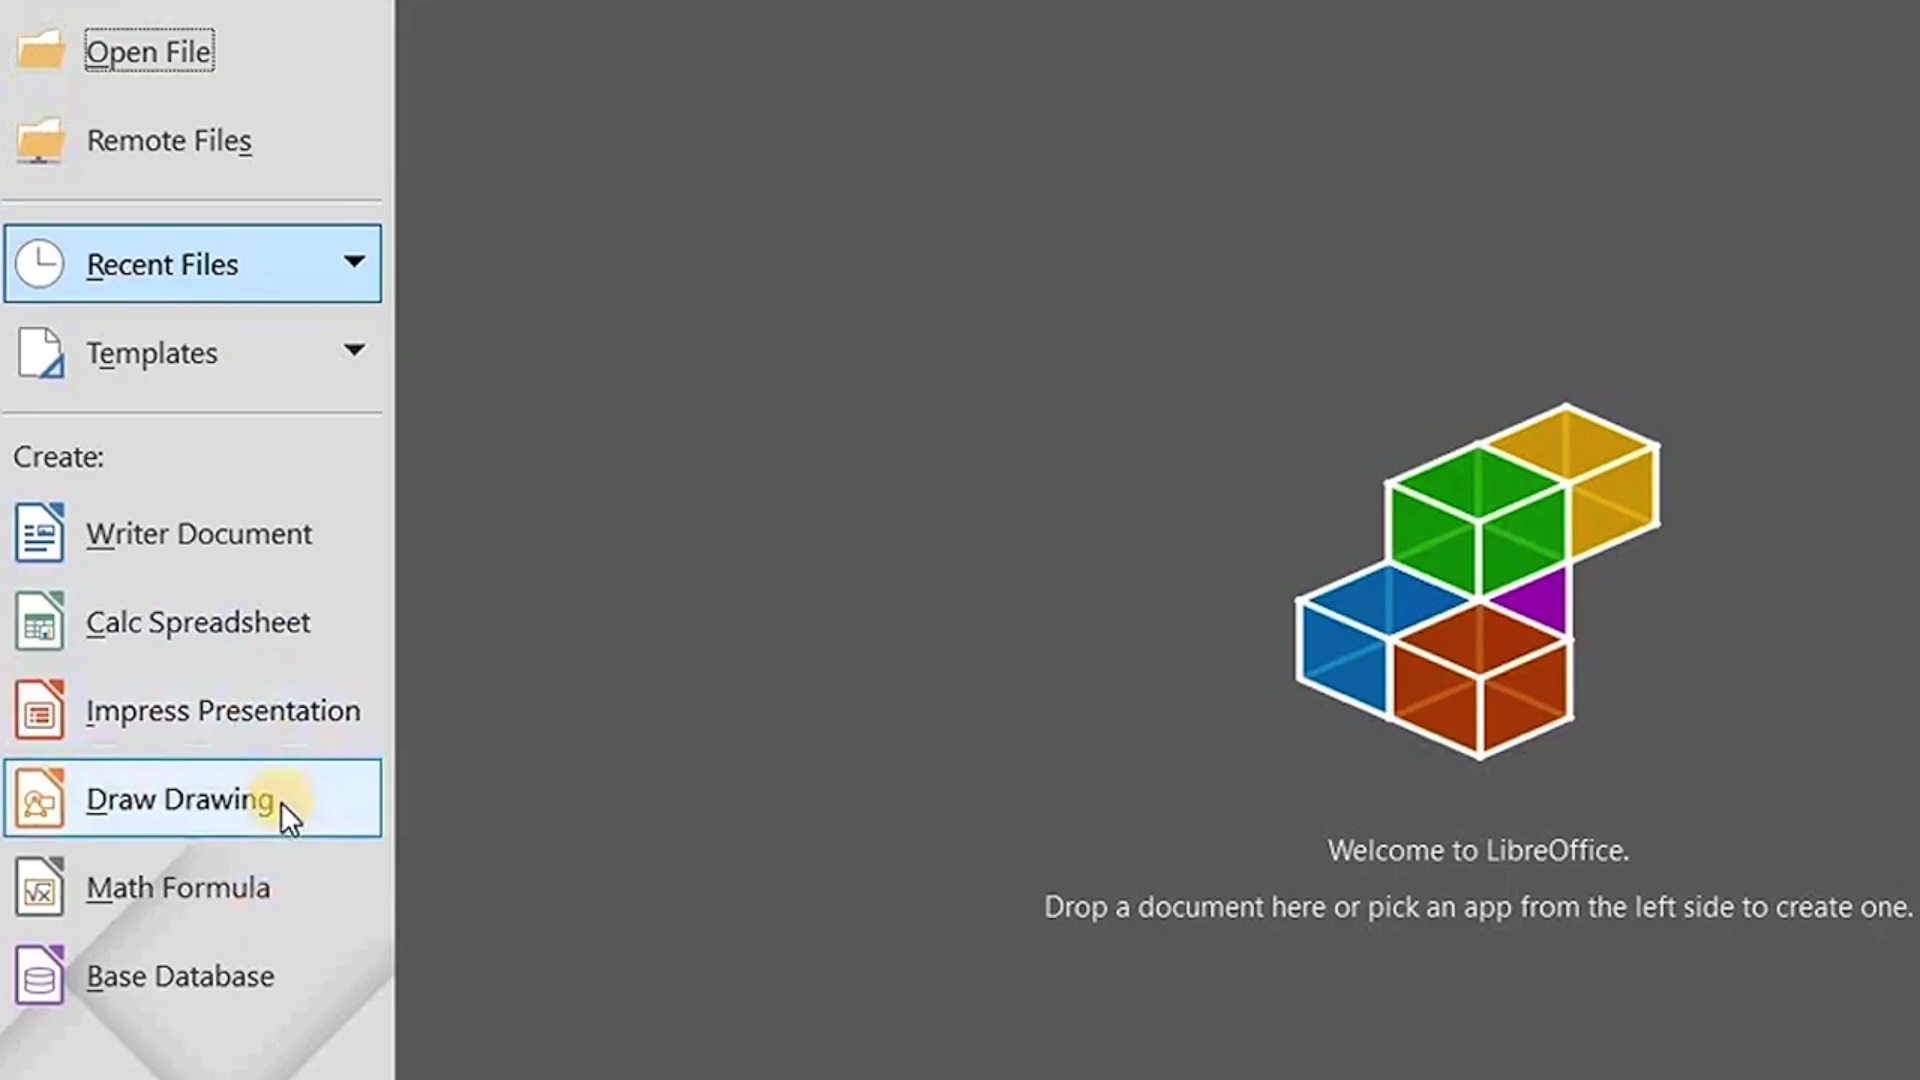 Open File
Remote Files
Recent Files
Templates
Create:
Writer Document
Calc Spreadsheet
Impress Presentation
Draw Drawing
Math Formula
Base Database
Welcome to LibreOffice.
Drop a document here or pick an app from the left side to create one.